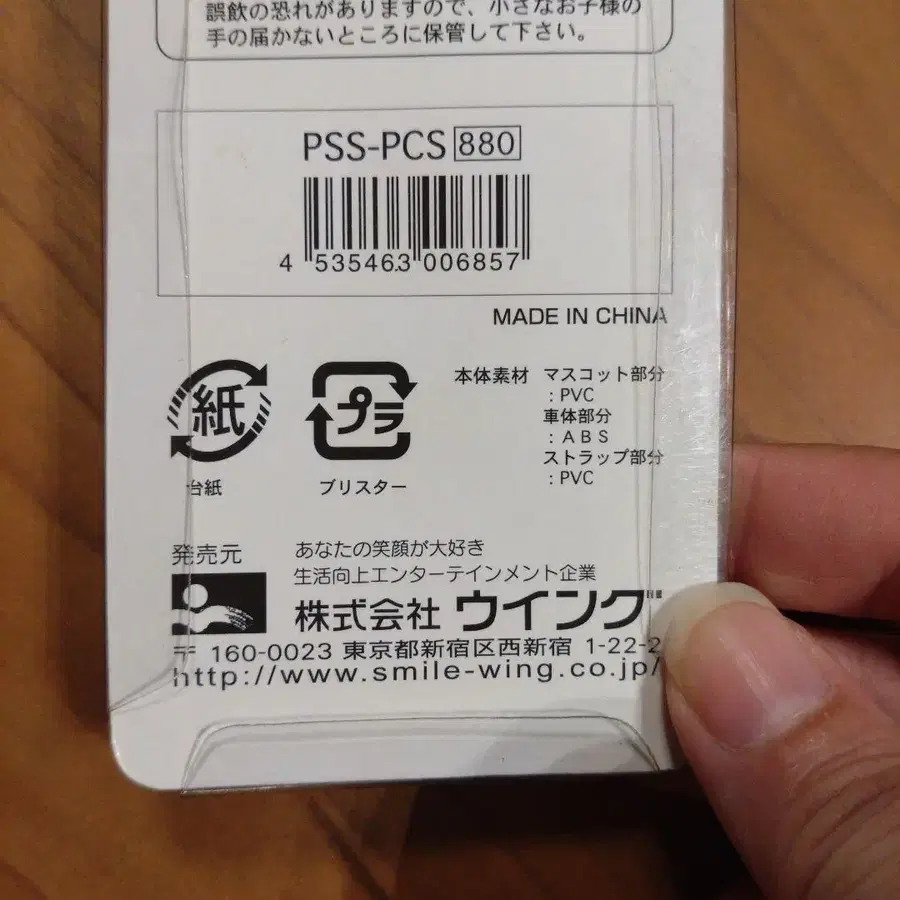 誤飲の恐れがありますので、小さなお子様の
手の届かないところに保管して下さい。
PSS-PCS 880
4 535463 006857
MADE IN CHINA
本体素材 マスコット部分
：PVC
車体部分
：ABS
ストラップ部分
：PVC
紙
プラ
台紙
ブリスター
発売元
あなたの笑顔が大好き
生活向上エンターテインメント企業
株式会社 ウイング
〒160-0023 東京都新宿区西新宿 1-22-2
http://www.smile-wing.co.jp/